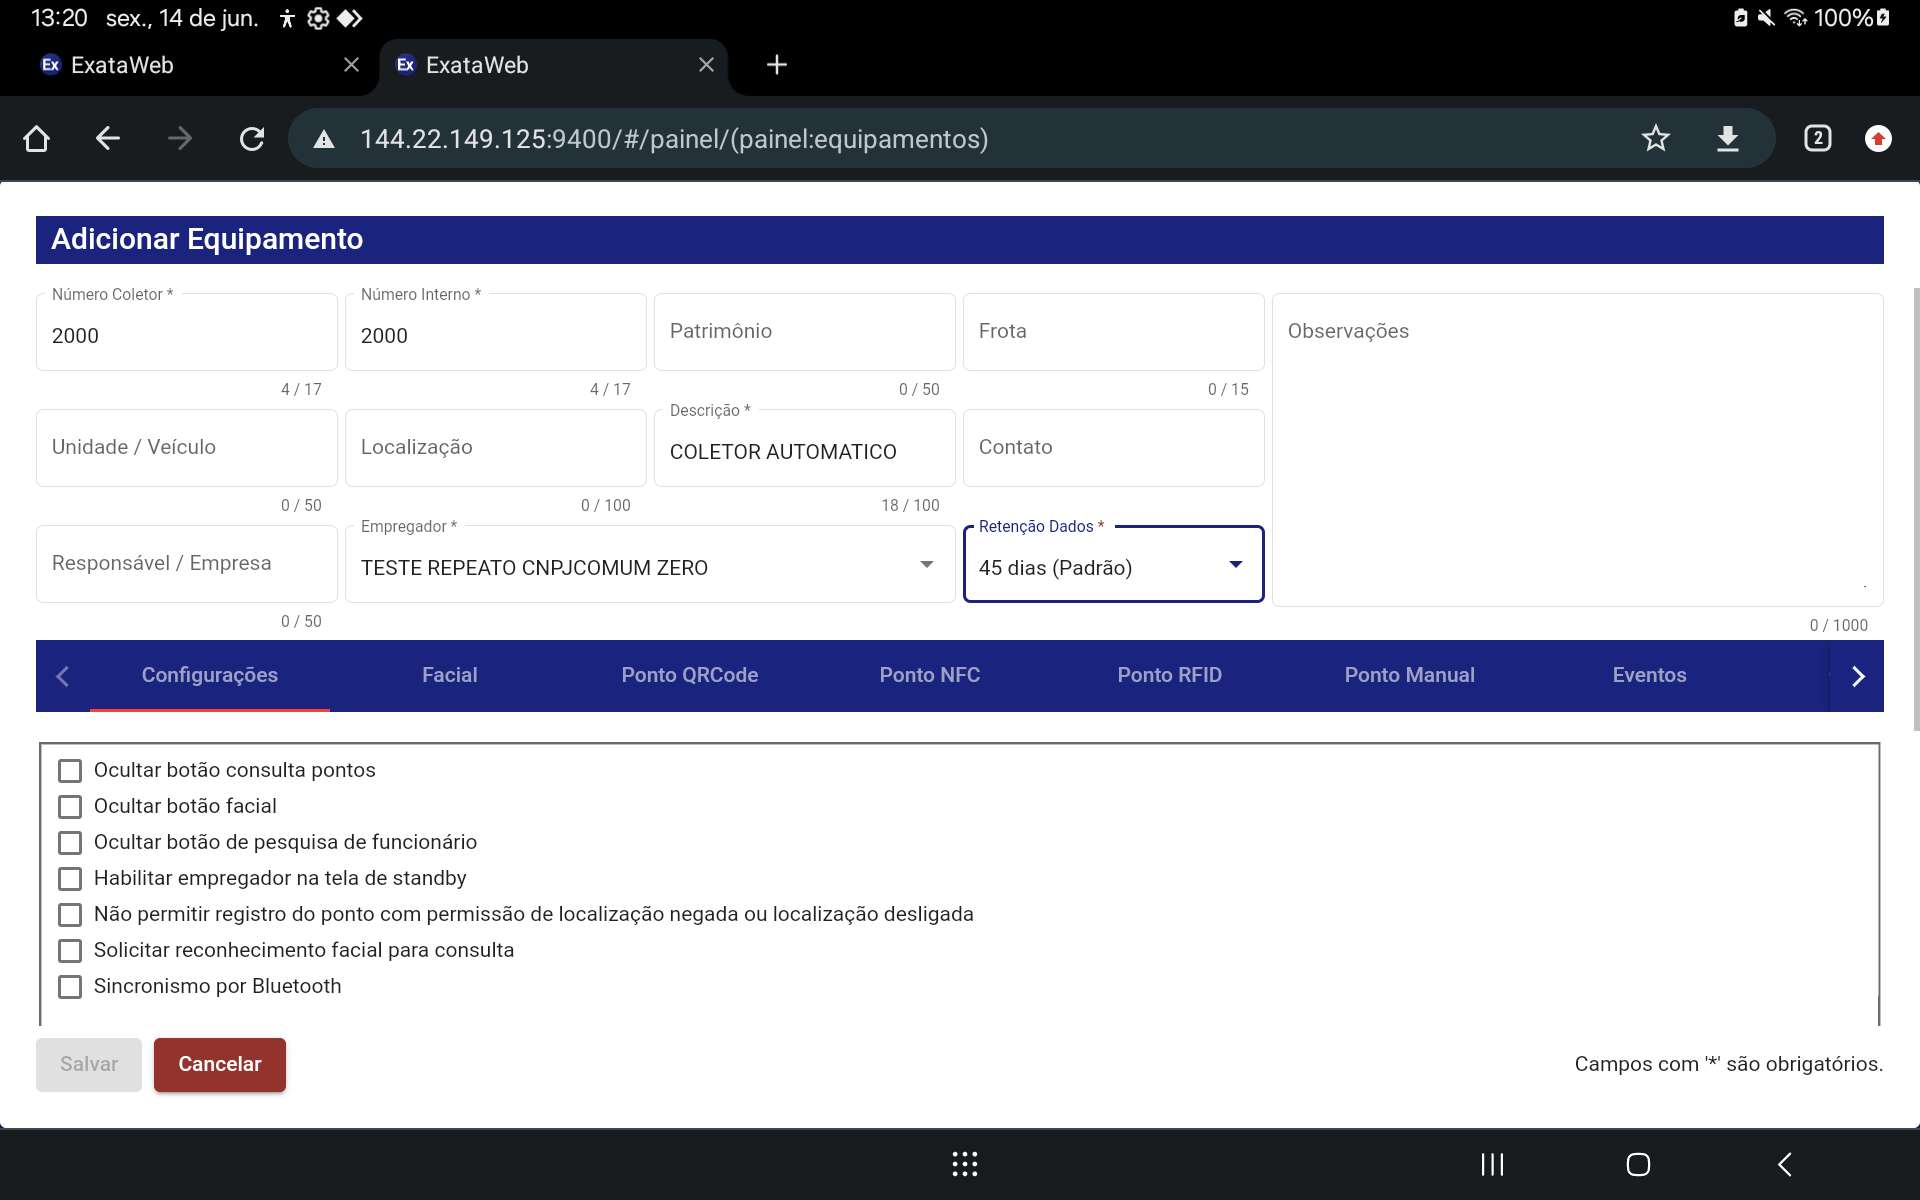 13:20 sex., 14 de jun. 100%
Ex ExataWeb Ex ExataWeb
144.22.149.125:9400/#/painel/(painel:equipamentos) 2
Adicionar Equipamento
Número Coletor * Número Interno *
2000 2000 Patrimônio Frota Observações
4 / 17 4 / 17 0 / 50 0 / 15
Descrição *
Unidade / Veículo Localização COLETOR AUTOMATICO Contato
0 / 50 0 / 100 18 / 100
Empregador * Retenção Dados *
Responsável / Empresa TESTE REPEATO CNPJCOMUM ZERO 45 dias (Padrão)
0 / 50 0 / 1000
Configurações Facial Ponto QRCode Ponto NFC Ponto RFID Ponto Manual Eventos
Ocultar botão consulta pontos
Ocultar botão facial
Ocultar botão de pesquisa de funcionário
Habilitar empregador na tela de standby
Não permitir registro do ponto com permissão de localização negada ou localização desligada
Solicitar reconhecimento facial para consulta
Sincronismo por Bluetooth
Salvar Cancelar Campos com '*' são obrigatórios.